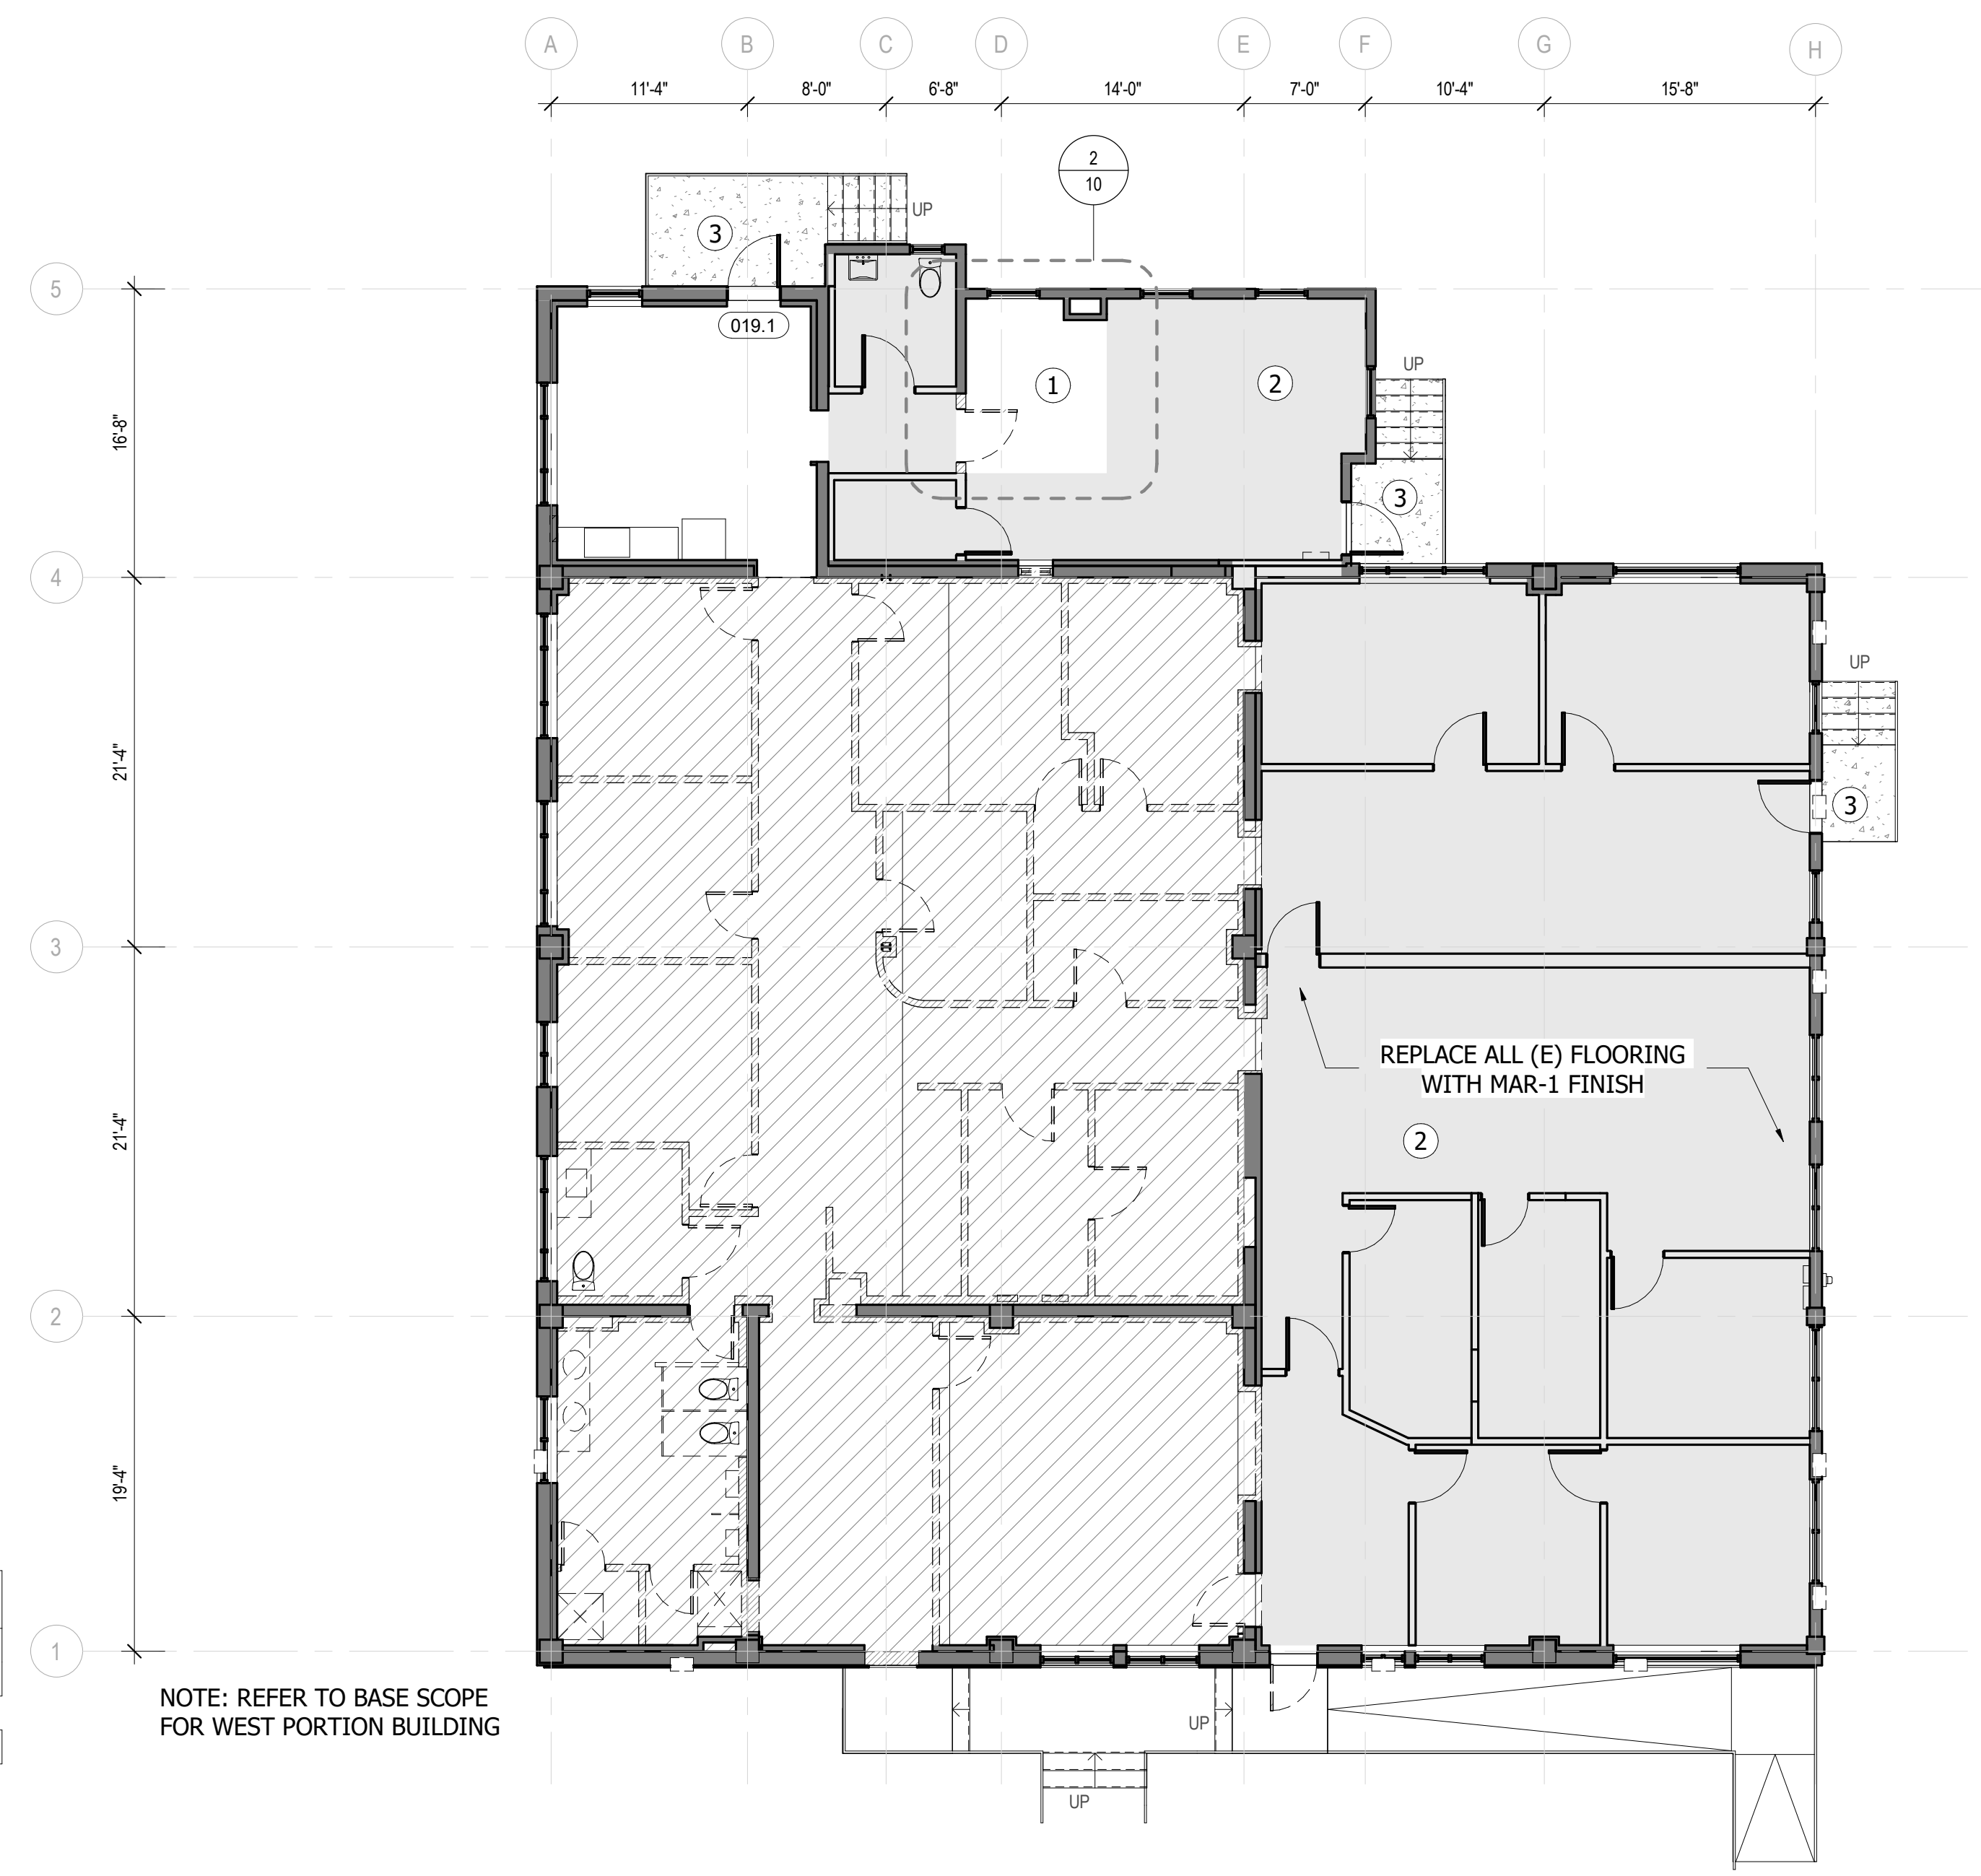 A B C D E F G H
11'-4" 8'-0" 6'-8" 14'-0" 7'-0" 10'-4" 15'-8"
2
10
UP
3
5
019.1
1
2
UP
16'-8"
3
4
UP
21'-4"
3
3
REPLACE ALL (E) FLOORING
WITH MAR-1 FINISH
21'-4"
2
2
19'-4"
1
NOTE: REFER TO BASE SCOPE
FOR WEST PORTION BUILDING
UP
UP